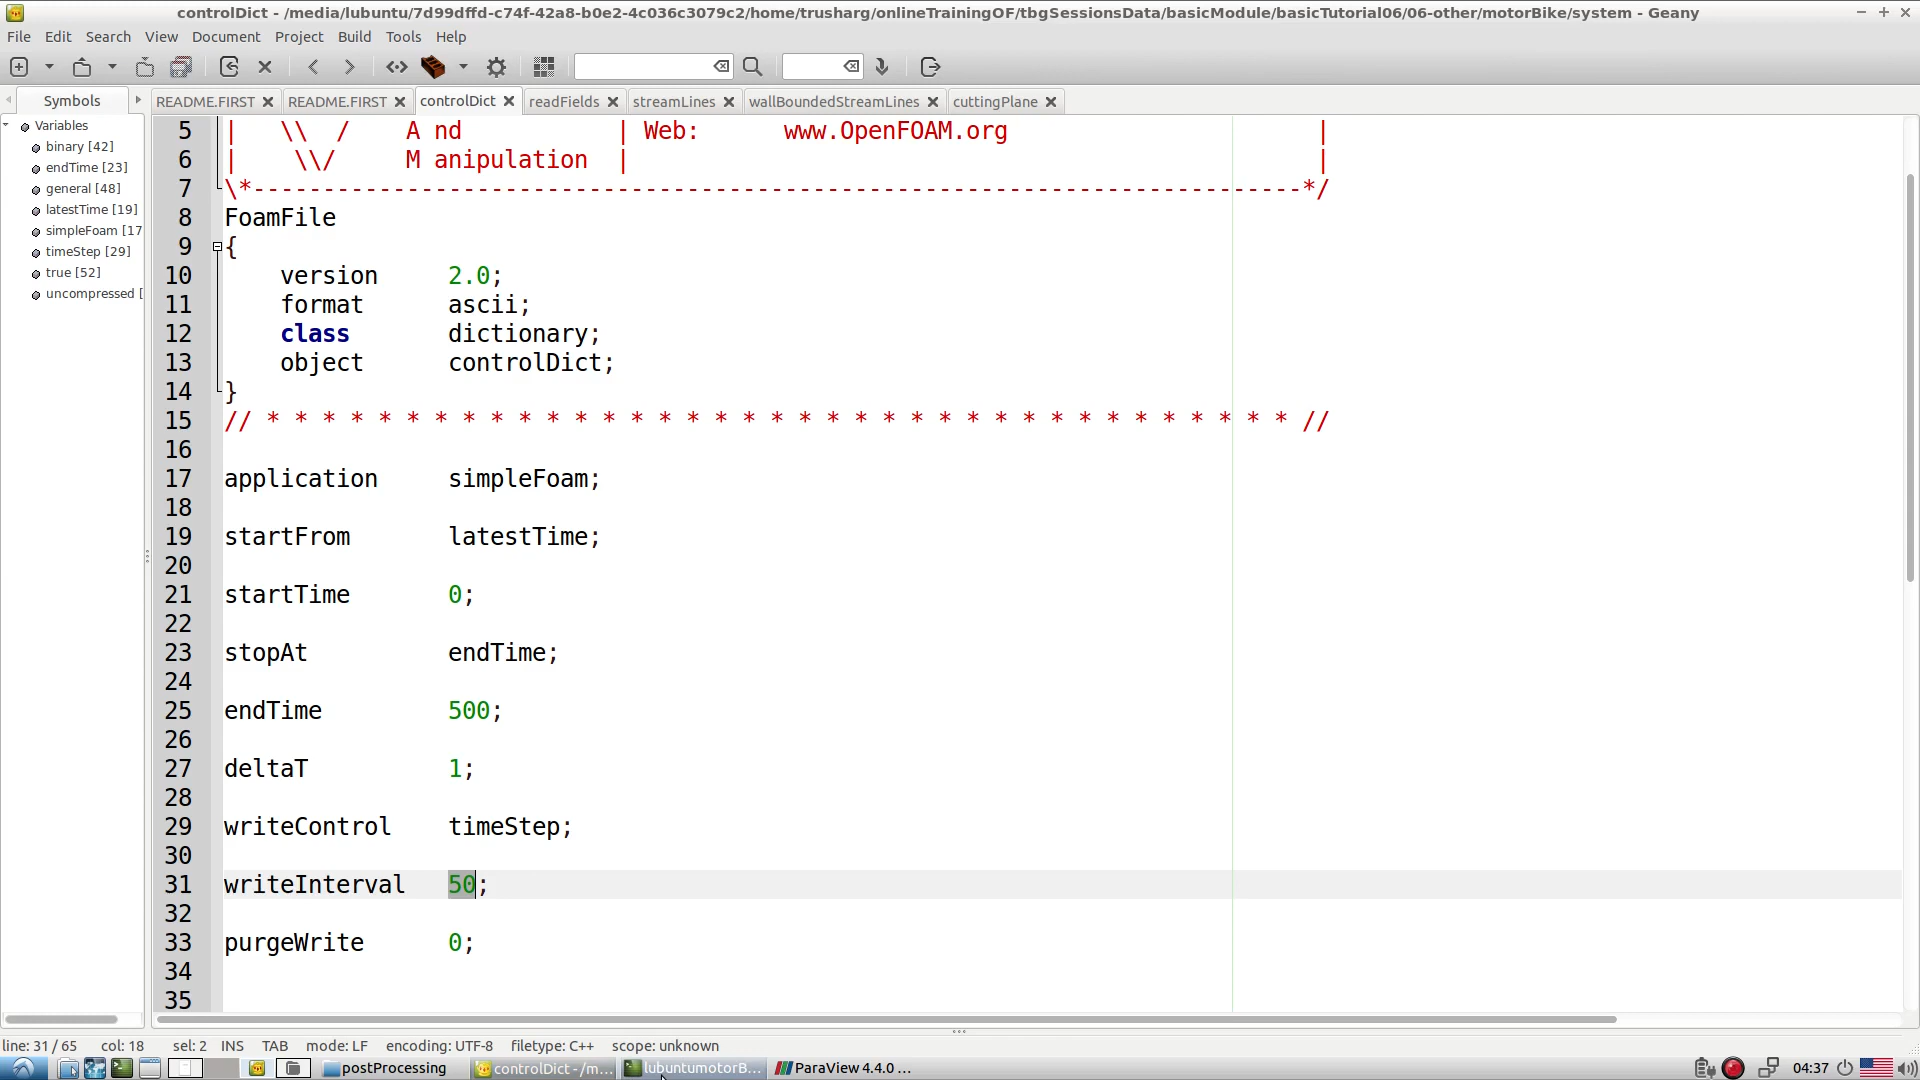 controlDict - /media/lubuntu/7d99dffd-c74f-42a8-b0e2-4c036c3079c2/home/trusharg/onlineTrainingOF/tbgSessionsData/basicModule/basicTutorial06/06-other/motorBike/system - Geany
File Edit Search View Document Project Build Tools Help
Symbols README.FIRST README.FIRST controlDict readFields streamLines wallBoundedStreamLines cuttingPlane
Variables
binary [42]
endTime [23]
general [48]
latestTime [19]
simpleFoam [17
timeStep [29]
true [52]
uncompressed [
5 | \\ / A nd | Web: www.OpenFOAM.org |
6 | \\/ M anipulation | |
7 \*---------------------------------------------------------------------------*/
8 FoamFile
9 {
10 version 2.0;
11 format ascii;
12 class dictionary;
13 object controlDict;
14 }
15 // * * * * * * * * * * * * * * * * * * * * * * * * * * * * * * * * * * * * * //
16
17 application simpleFoam;
18
19 startFrom latestTime;
20
21 startTime 0;
22
23 stopAt endTime;
24
25 endTime 500;
26
27 deltaT 1;
28
29 writeControl timeStep;
30
31 writeInterval 50;
32
33 purgeWrite 0;
34
35
line: 31 / 65 col: 18 sel: 2 INS TAB mode: LF encoding: UTF-8 filetype: C++ scope: unknown
postProcessing controlDict - /m... lubuntumotorB... ParaView 4.4.0 ... 04:37